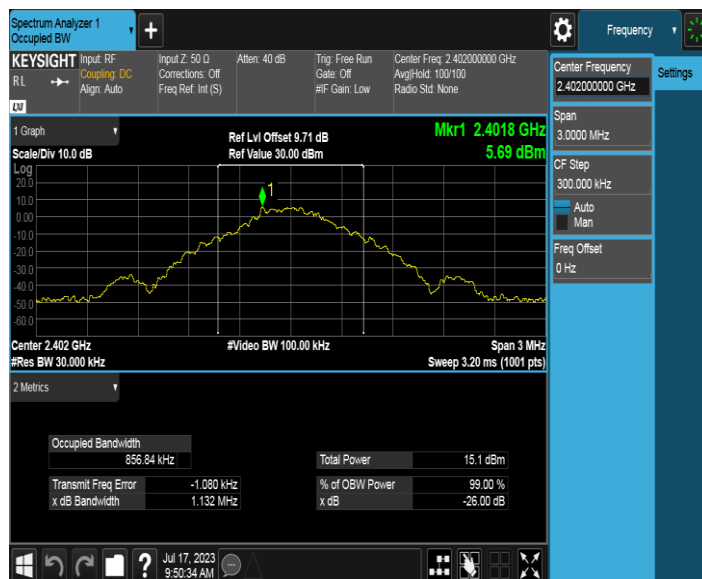 Spectrum Analyzer 1
Occupied BW
+
Frequency
KEYSIGHT
RL
LXI
Input: RF
Coupling: DC
Align: Auto
Input Z: 50 Ω
Corrections: Off
Freq Ref: Int (S)
Atten: 40 dB
Trig: Free Run
Gate: Off
#IF Gain: Low
Center Freq: 2.402000000 GHz
Avg|Hold: 100/100
Radio Std: None
Center Frequency
2.402000000 GHz
Settings
Span
3.0000 MHz
CF Step
300.000 kHz
Auto
Man
Freq Offset
0 Hz
1 Graph
Scale/Div 10.0 dB
Ref Lvl Offset 9.71 dB
Ref Value 30.00 dBm
Mkr1 2.4018 GHz
5.69 dBm
Log
20.0
10.0
0.00
-10.0
-20.0
-30.0
-40.0
-50.0
-60.0
1
Center 2.402 GHz
#Res BW 30.000 kHz
#Video BW 100.00 kHz
Span 3 MHz
Sweep 3.20 ms (1001 pts)
2 Metrics
Occupied Bandwidth
856.84 kHz
Total Power 15.1 dBm
Transmit Freq Error -1.080 kHz
% of OBW Power 99.00 %
x dB Bandwidth 1.132 MHz
x dB -26.00 dB
?
Jul 17, 2023
9:50:34 AM